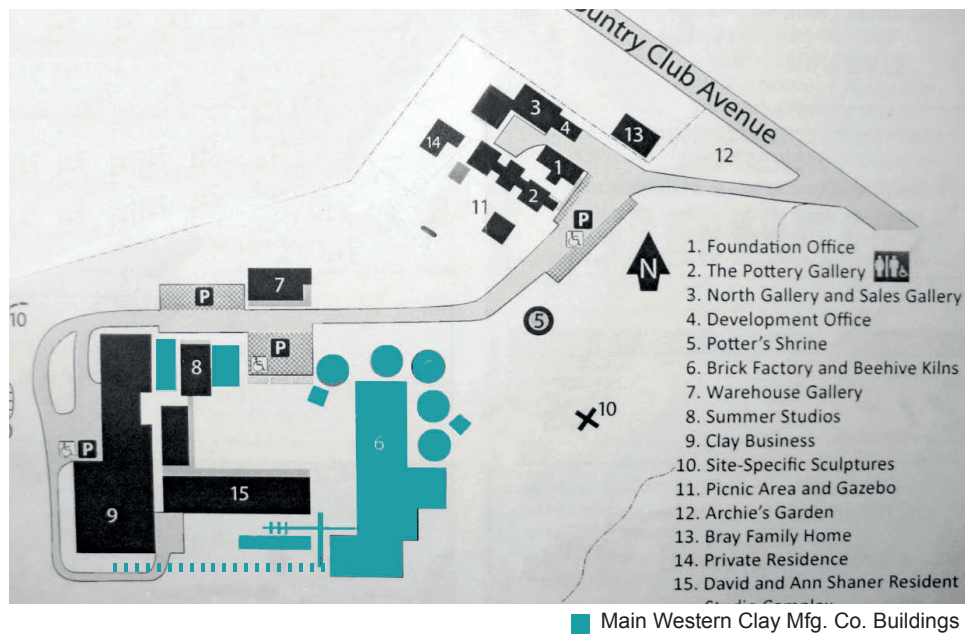 ountry Club Avenue
3
4
13
12
14
1
2
11
P
N
5
7
P
10
P
8
6
10
P
15
9
1. Foundation Office
2. The Pottery Gallery
3. North Gallery and Sales Gallery
4. Development Office
5. Potter's Shrine
6. Brick Factory and Beehive Kilns
7. Warehouse Gallery
8. Summer Studios
9. Clay Business
10. Site-Specific Sculptures
11. Picnic Area and Gazebo
12. Archie's Garden
13. Bray Family Home
14. Private Residence
15. David and Ann Shaner Resident
Main Western Clay Mfg. Co. Buildings